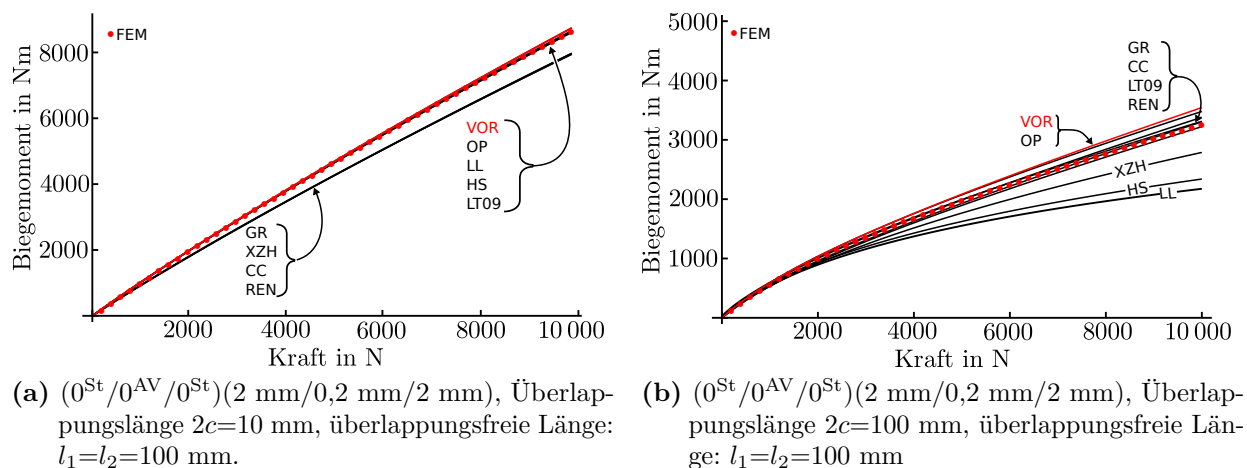 8000
6000
4000
2000
Biegemoment in Nm
FEM
VOR
OP
LL
HS
LT09
GR
XZH
CC
REN
2000 4000 6000 8000 10 000
Kraft in N
(a) (0St/0AV/0St)(2 mm/0,2 mm/2 mm), Überlap-
pungslänge 2c=10 mm, überlappungsfreie Länge:
l1=l2=100 mm.
5000
4000
3000
2000
1000
Biegemoment in Nm
FEM
GR
CC
LT09
REN
VOR
OP
XZH
HS
LL
2000 4000 6000 8000 10 000
Kraft in N
(b) (0St/0AV/0St)(2 mm/0,2 mm/2 mm), Überlap-
pungslänge 2c=100 mm, überlappungsfreie Län-
ge: l1=l2=100 mm